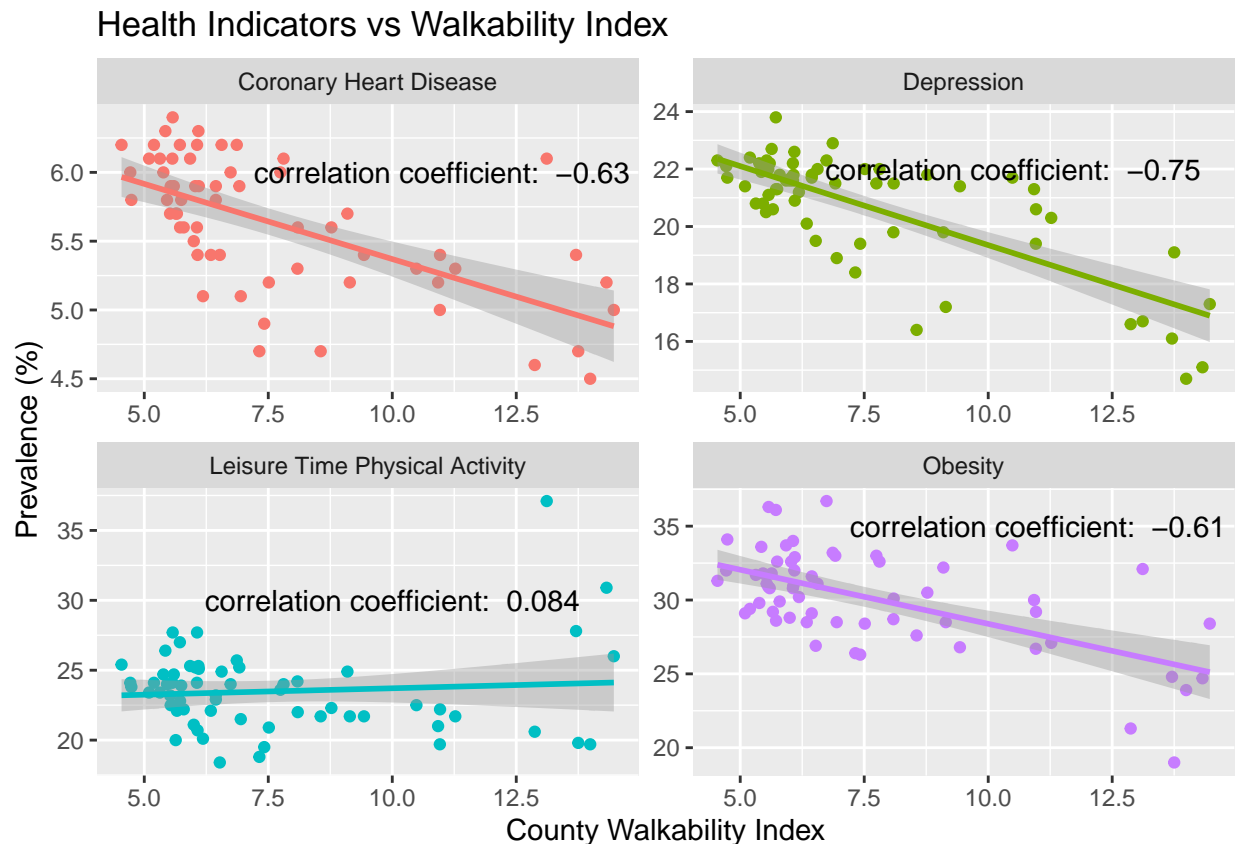 Health Indicators vs Walkability Index
Coronary Heart Disease
Depression
correlation coefficient:  −0.63
correlation coefficient:  −0.75
6.0
5.5
5.0
4.5
24
22
20
18
16
5.0 7.5 10.0 12.5
5.0 7.5 10.0 12.5
Prevalence (%)
Leisure Time Physical Activity
Obesity
correlation coefficient:  0.084
correlation coefficient:  −0.61
35
30
25
20
35
30
25
20
5.0 7.5 10.0 12.5
5.0 7.5 10.0 12.5
County Walkability Index